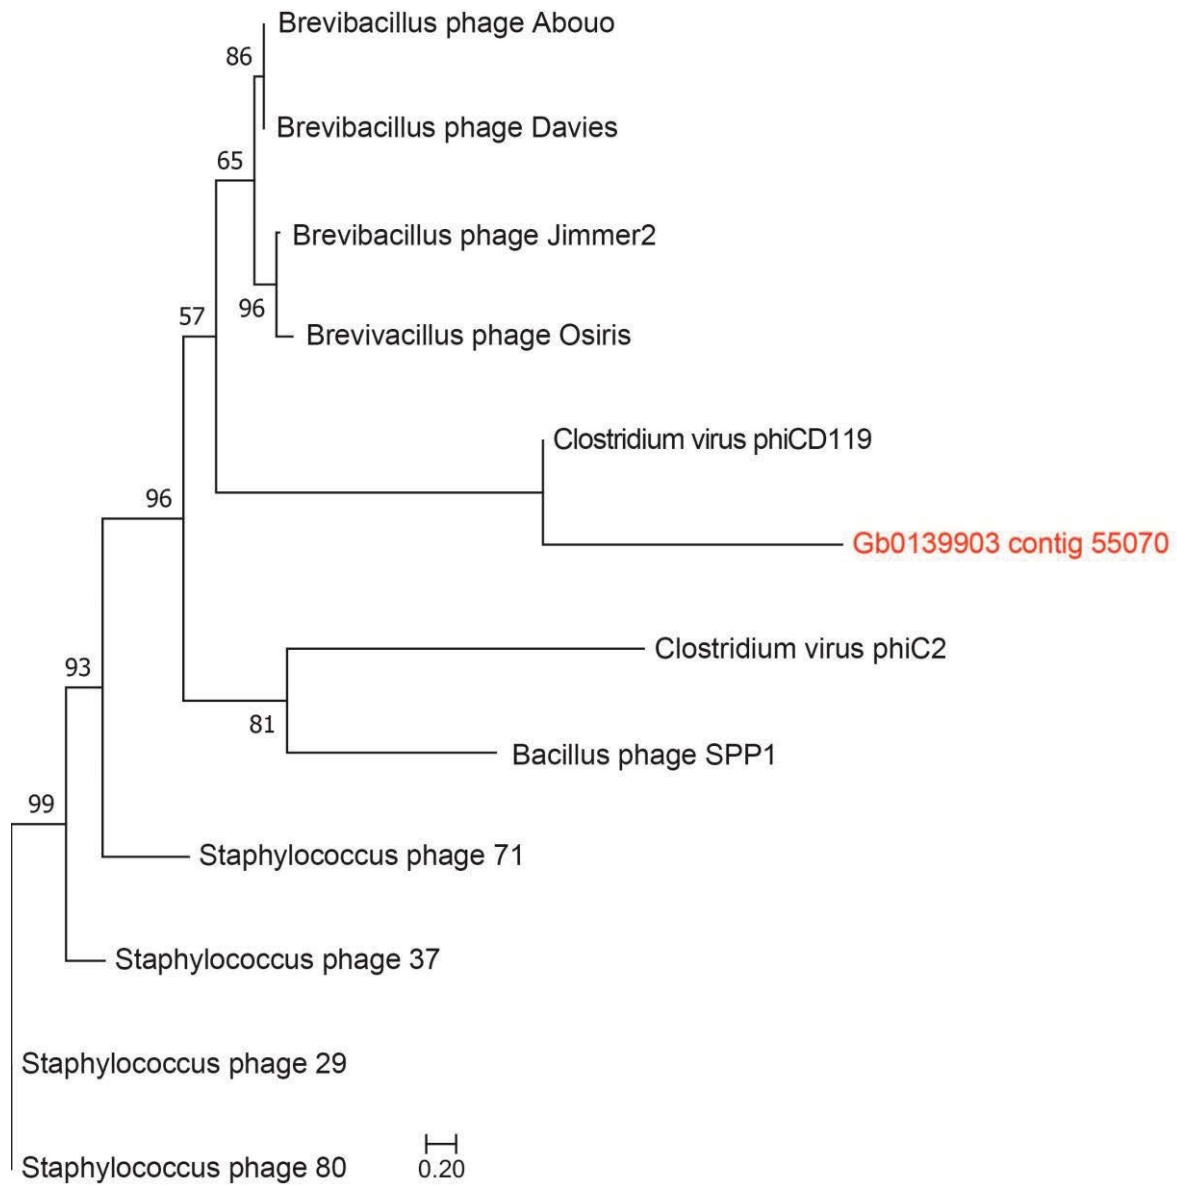 Brevibacillus phage Abouo
86
Brevibacillus phage Davies
65
Brevibacillus phage Jimmer2
96
57
Brevivacillus phage Osiris
Clostridium virus phiCD119
96
Gb0139903 contig 55070
Clostridium virus phiC2
93
81
Bacillus phage SPP1
99
Staphylococcus phage 71
Staphylococcus phage 37
Staphylococcus phage 29
Staphylococcus phage 80
0.20